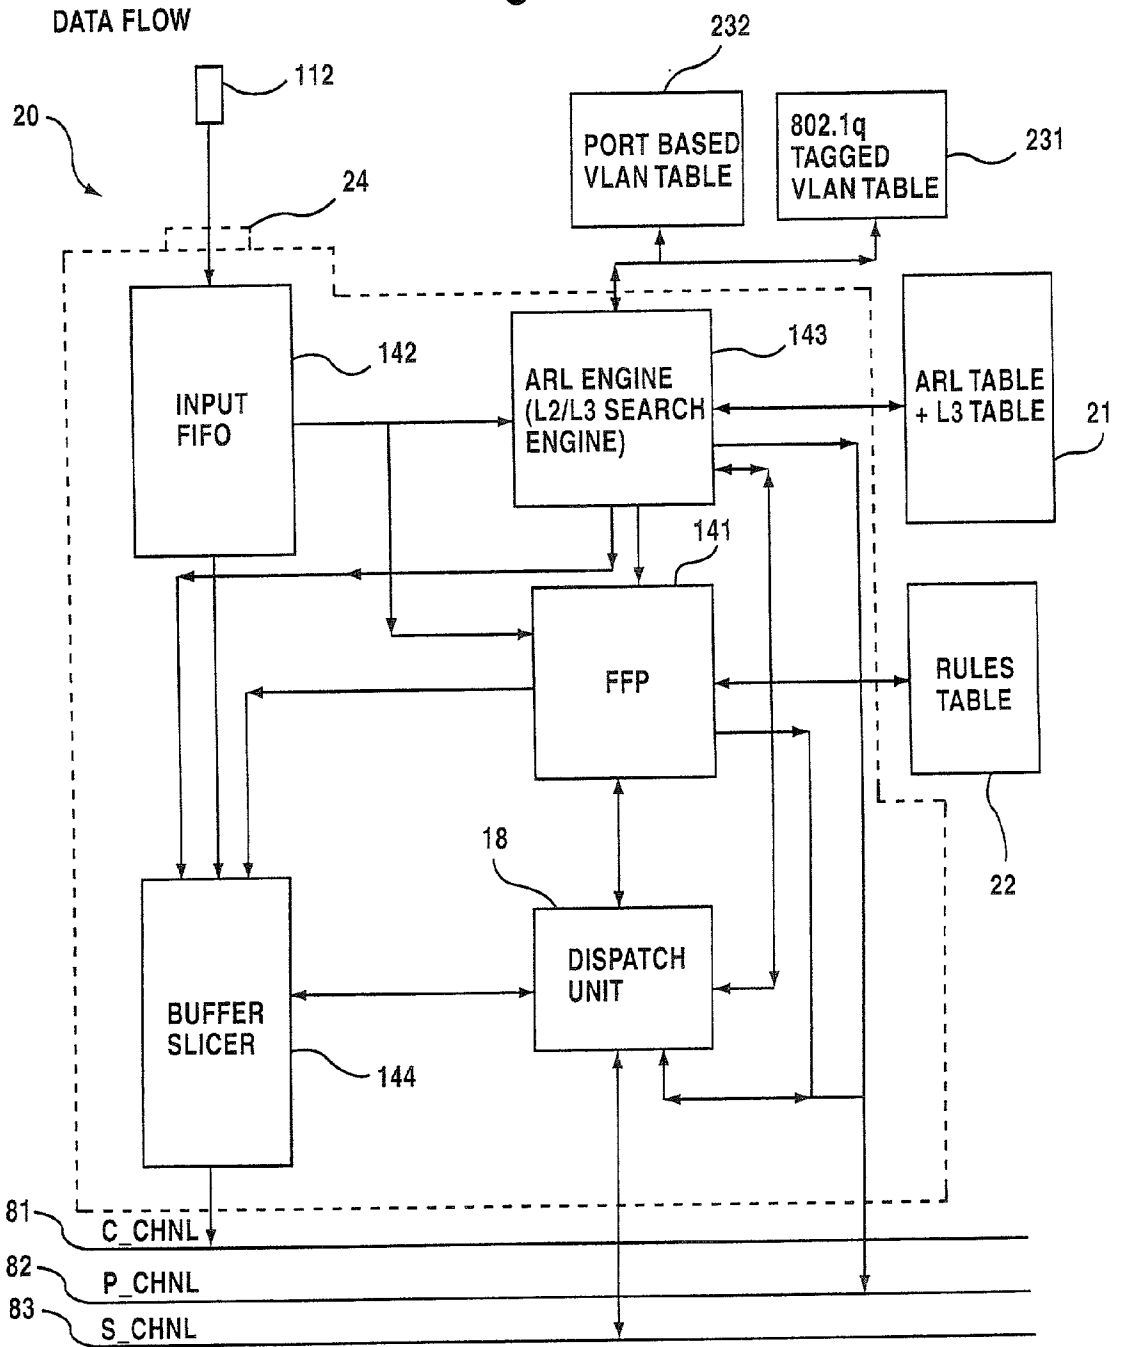 DATA FLOW
112
20
24
232
PORT BASED
VLAN TABLE
802.1q
TAGGED
VLAN TABLE
231
142
INPUT
FIFO
143
ARL ENGINE
(L2/L3 SEARCH
ENGINE)
ARL TABLE
+ L3 TABLE
21
141
FFP
RULES
TABLE
22
18
DISPATCH
UNIT
BUFFER
SLICER
144
81
C_CHNL
82
P_CHNL
83
S_CHNL